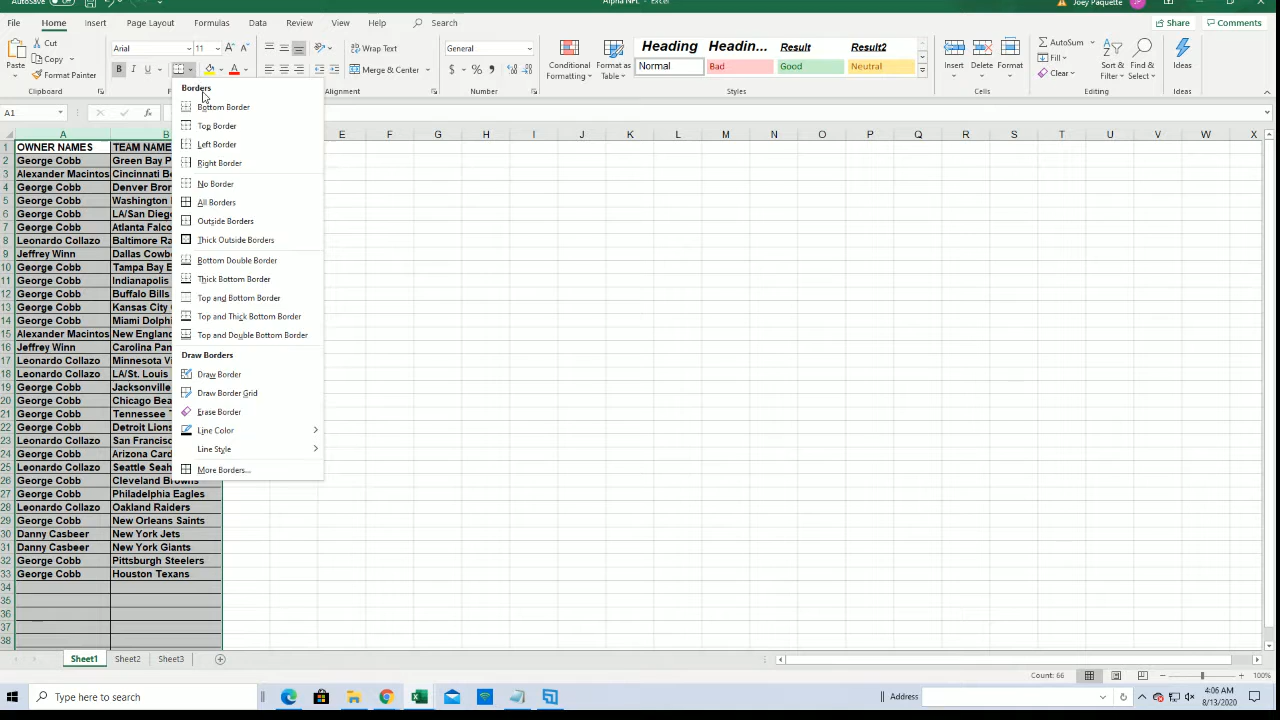 AutoSave Off Alpha NFL - Excel Joey Paquette
File Home Insert Page Layout Formulas Data Review View Help Search Share Comments
Paste Cut Copy Format Painter Clipboard
Arial 11 B I U
Wrap Text Merge & Center
General $ %
Conditional Formatting Format as Table
Heading Headin... Result Result2
Normal Bad Good Neutral
Styles
Insert Delete Format Cells
AutoSum Fill Clear Sort & Filter Find & Select Editing
Ideas Ideas
A1 fx
A B E F G H I J K L M N O P Q R S T U V W X
1 OWNER NAMES TEAM NAME
2 George Cobb Green Bay P
3 Alexander Macintos Cincinnati Be
4 George Cobb Denver Bron
5 George Cobb Washington
6 George Cobb LA/San Dieg
7 George Cobb Atlanta Falco
8 Leonardo Collazo Baltimore Ra
9 Jeffrey Winn Dallas Cowb
10 George Cobb Tampa Bay B
11 George Cobb Indianapolis
12 George Cobb Buffalo Bills
13 George Cobb Kansas City
14 George Cobb Miami Dolph
15 Alexander Macintos New England
16 Jeffrey Winn Carolina Pan
17 Leonardo Collazo Minnesota Vi
18 Leonardo Collazo LA/St. Louis
19 George Cobb Jacksonville
20 George Cobb Chicago Bea
21 George Cobb Tennessee
22 George Cobb Detroit Lions
23 Leonardo Collazo San Francisc
24 George Cobb Arizona Card
25 Leonardo Collazo Seattle Seah
26 George Cobb Cleveland Browns
27 George Cobb Philadelphia Eagles
28 Leonardo Collazo Oakland Raiders
29 George Cobb New Orleans Saints
30 Danny Casbeer New York Jets
31 Danny Casbeer New York Giants
32 George Cobb Pittsburgh Steelers
33 George Cobb Houston Texans
34
35
36
37
38
Borders
Bottom Border
Top Border
Left Border
Right Border
No Border
All Borders
Outside Borders
Thick Outside Borders
Bottom Double Border
Thick Bottom Border
Top and Bottom Border
Top and Thick Bottom Border
Top and Double Bottom Border
Draw Borders
Draw Border
Draw Border Grid
Erase Border
Line Color
Line Style
More Borders...
Sheet1 Sheet2 Sheet3
Count: 66 100%
Type here to search Address 4:06 AM
8/13/2020